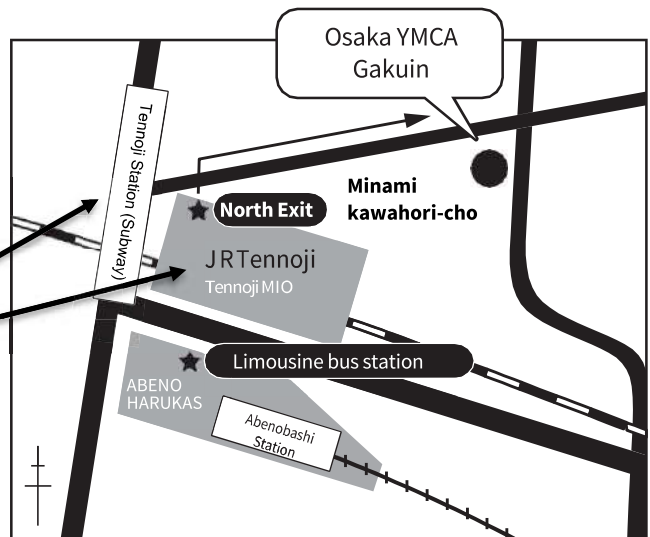 Osaka YMCA
Gakuin
Tennoji Station (Subway)
Minami
kawahori-cho
North Exit
JRTennoji
Tennoji MIO
Limousine bus station
ABENO
HARUKAS
Abenobashi
Station